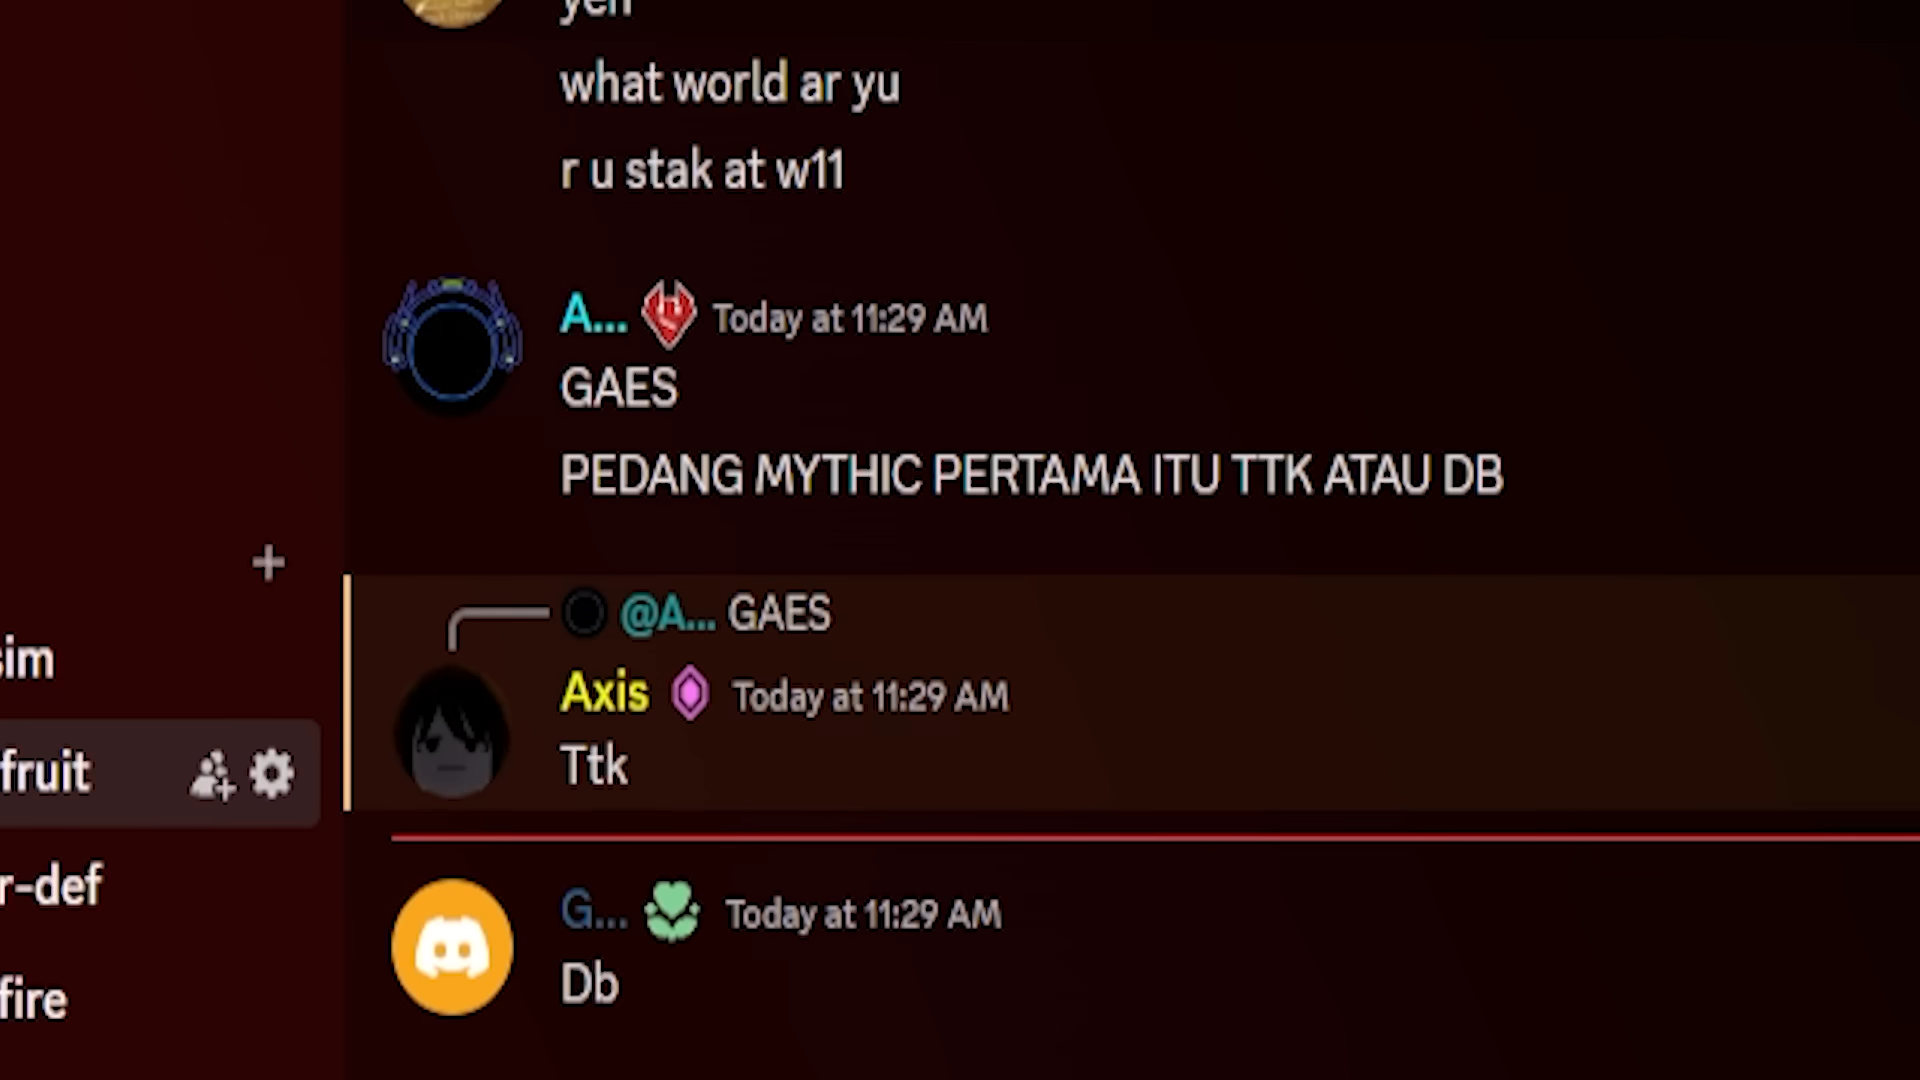 yeh
what world ar yu
r u stak at w11
A... Today at 11:29 AM
GAES
PEDANG MYTHIC PERTAMA ITU TTK ATAU DB
@A... GAES
Axis Today at 11:29 AM
Ttk
G... Today at 11:29 AM
Db
sim
fruit
r-def
fire